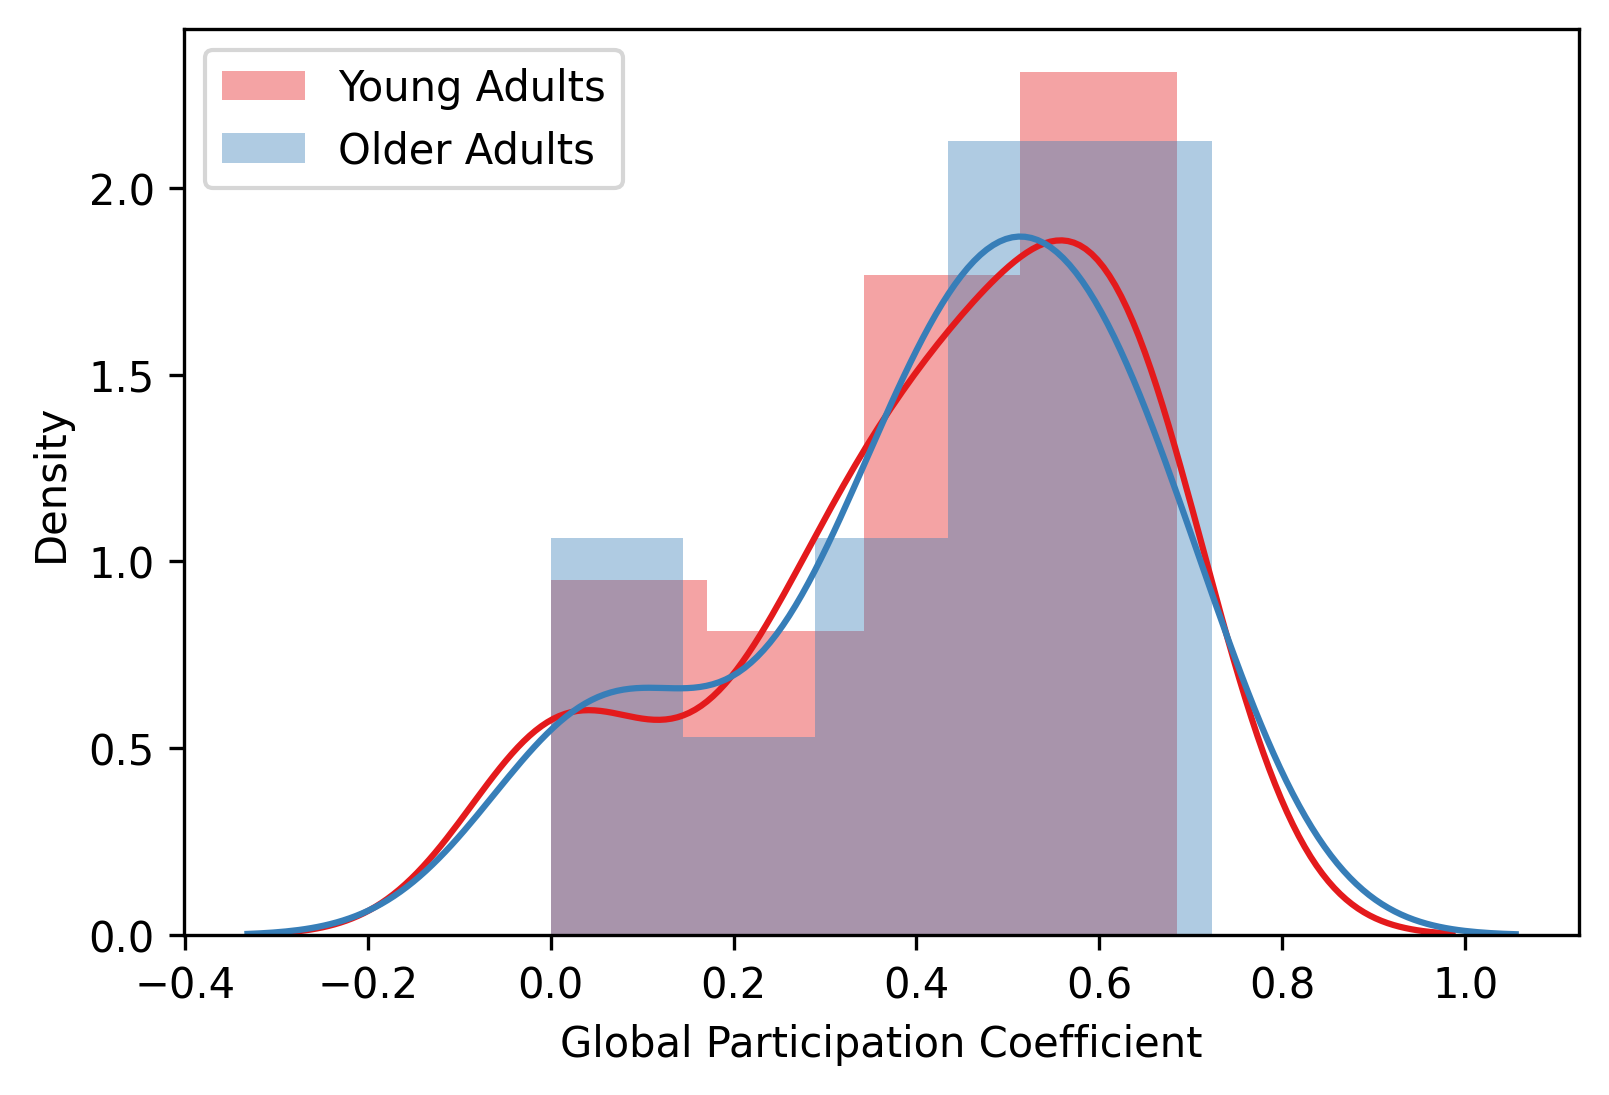 Young Adults
Older Adults
2.0
1.5
1.0
0.5
0.0
Density
−0.4 −0.2 0.0 0.2 0.4 0.6 0.8 1.0
Global Participation Coefficient